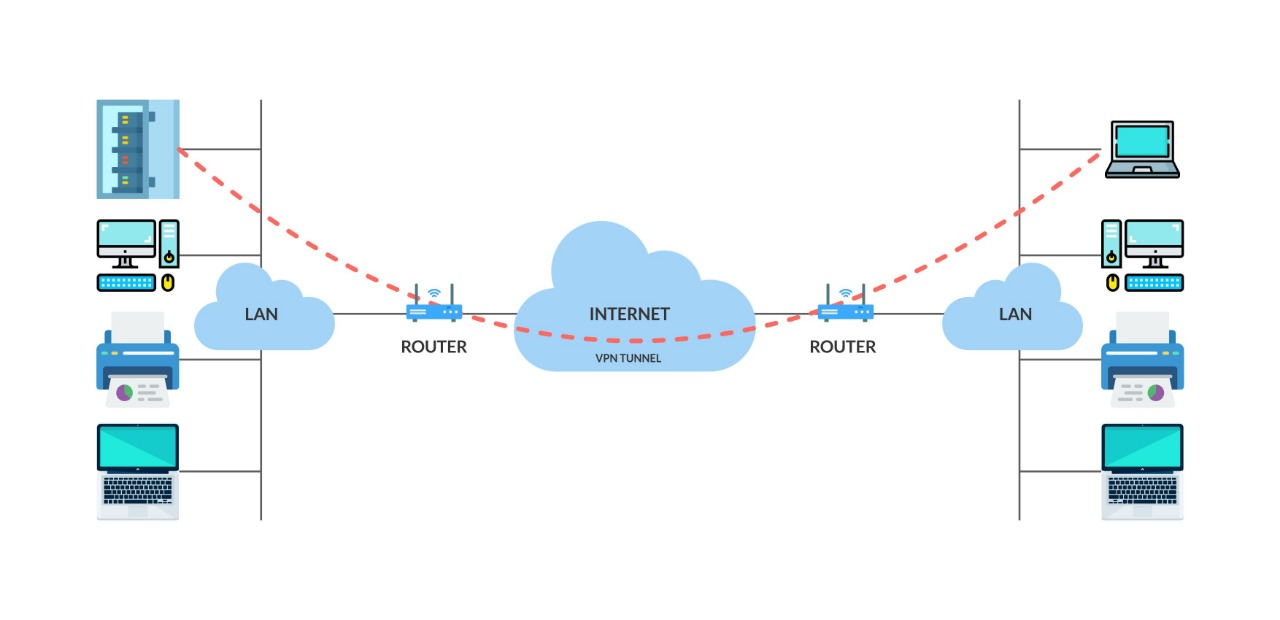 LAN
ROUTER
INTERNET
VPN TUNNEL
ROUTER
LAN